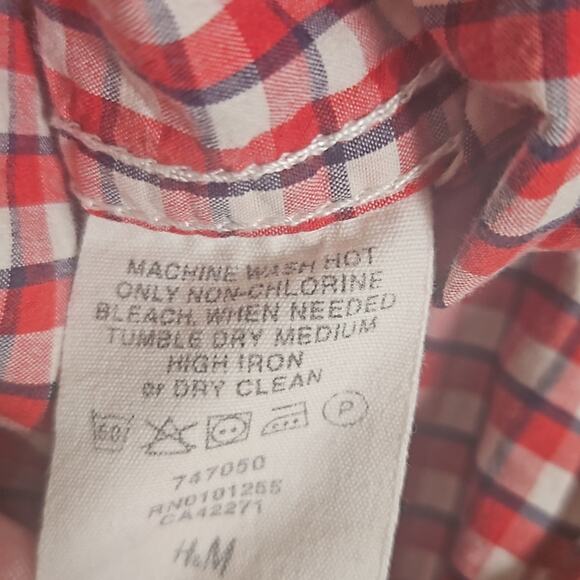 MACHINE WASH HOT
ONLY NON-CHLORINE
BLEACH. WHEN NEEDED
TUMBLE DRY MEDIUM
HIGH IRON
or DRY CLEAN
60 P
747050
RN0101255
CA42271
H&M